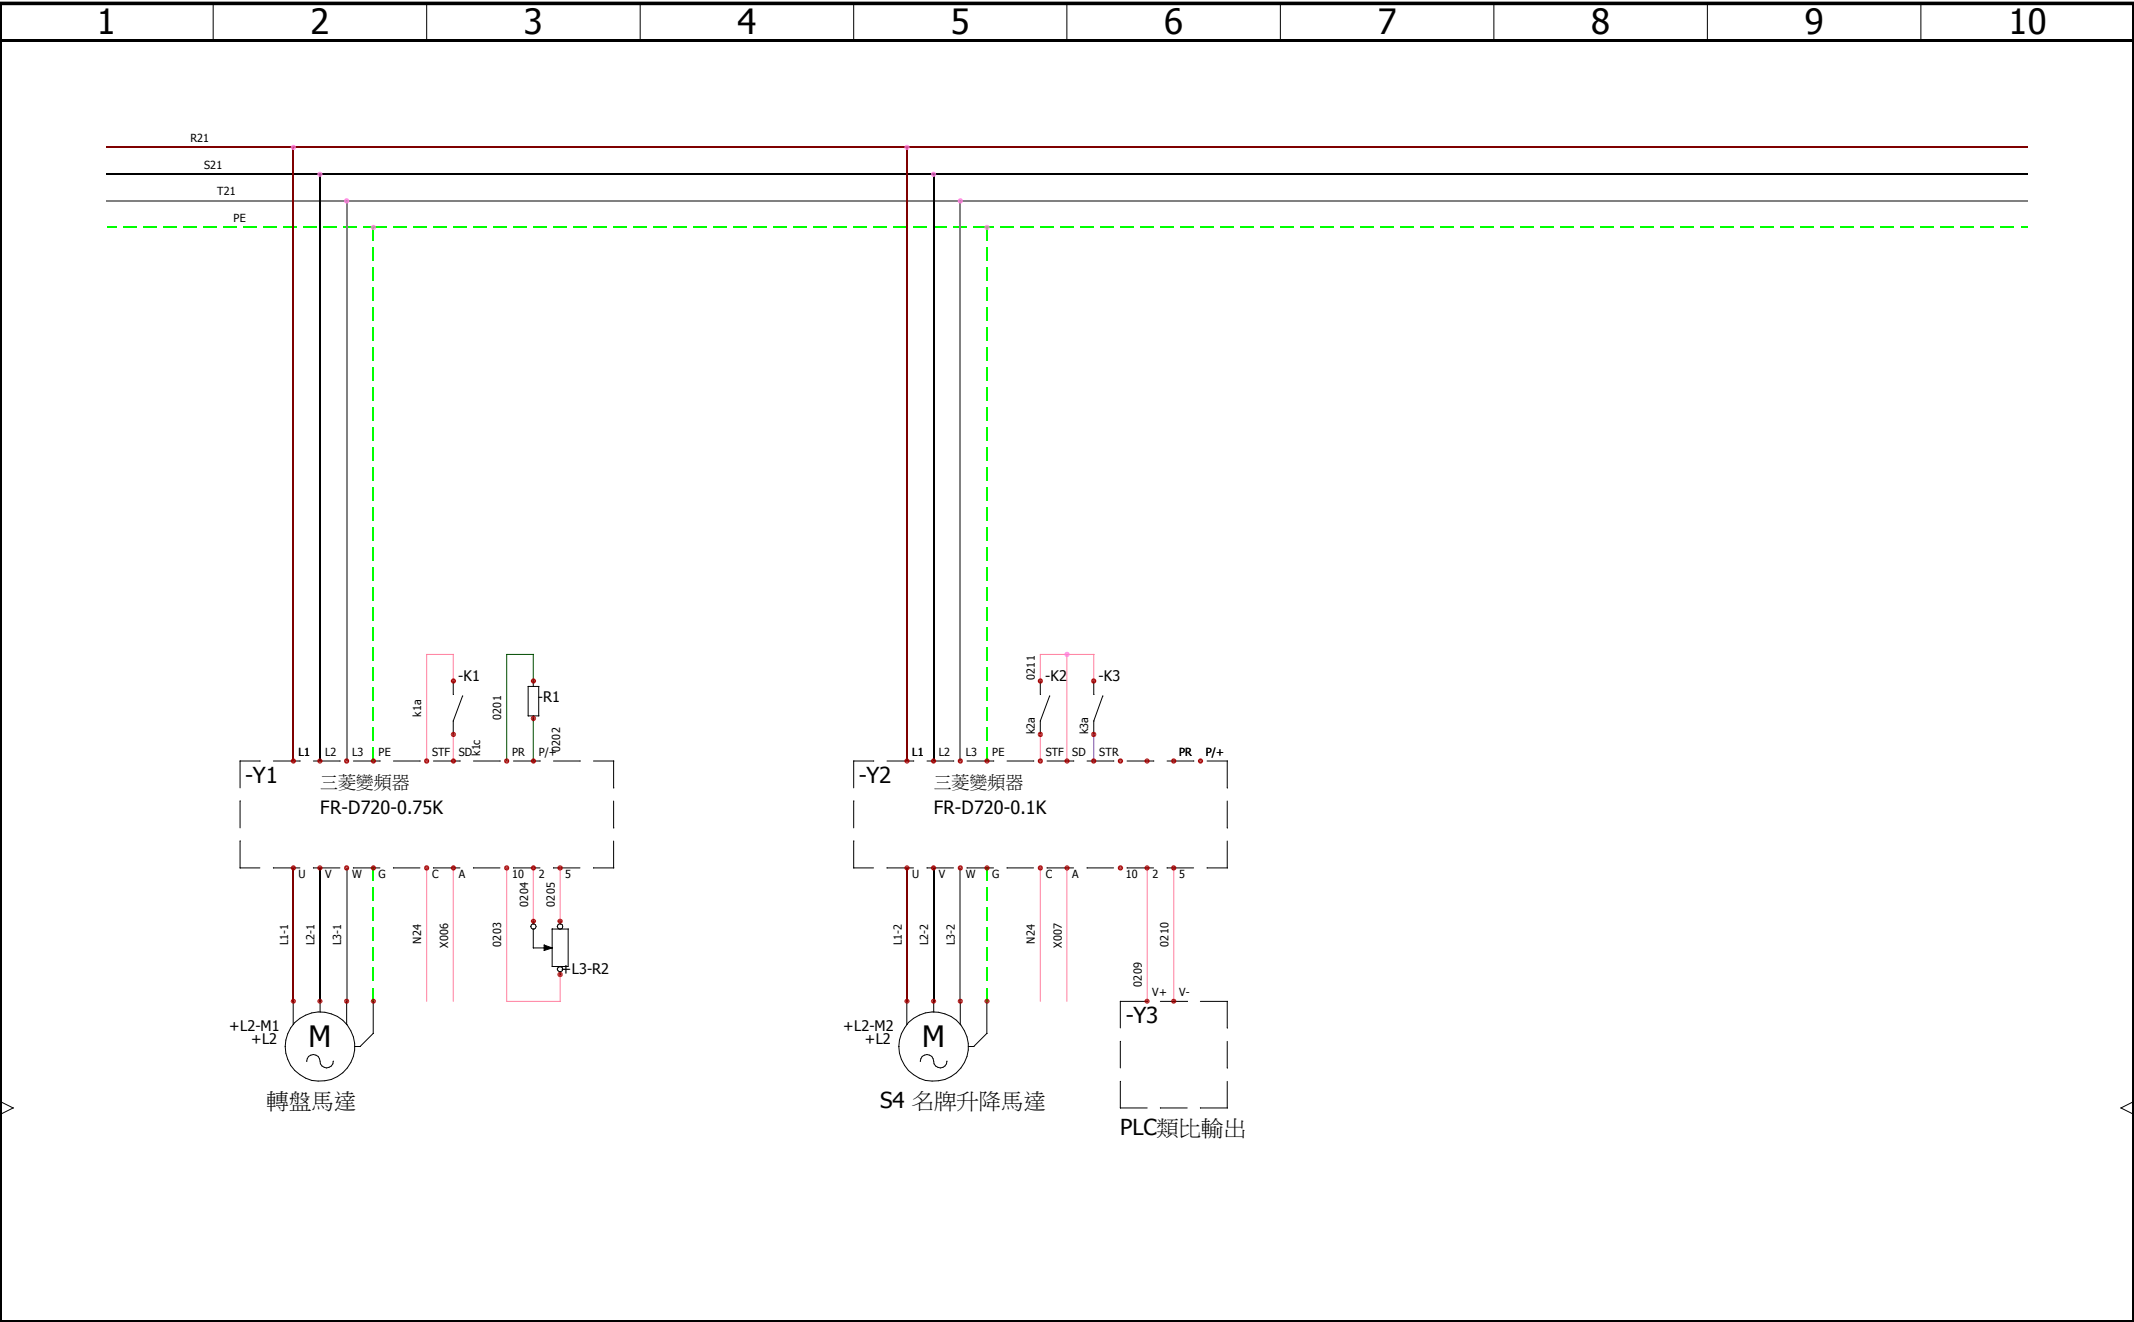 1 2 3 4 5 6 7 8 9 10
R21
S21
T21
PE
k1a
-K1
k1c
0201
-R1
0202
L1 L2 L3 PE STF SD PR P/+
-Y1
三菱變頻器
FR-D720-0.75K
U V W G C A 10 2 5
L1-1
L2-1
L3-1
N24
X006
0203
0204
0205
+L3-R2
+L2-M1
+L2
M
轉盤馬達
0211
-K2
-K3
k2a
k3a
L1 L2 L3 PE STF SD STR PR P/+
-Y2
三菱變頻器
FR-D720-0.1K
U V W G C A 10 2 5
L1-2
L2-2
L3-2
N24
X007
0209
0210
V+ V-
-Y3
+L2-M2
+L2
M
S4 名牌升降馬達
PLC類比輸出